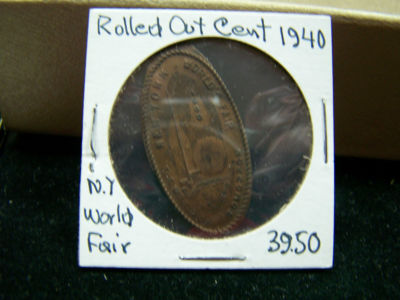 Rolled Out Cent 1940
N.Y
World
Fair
39.50